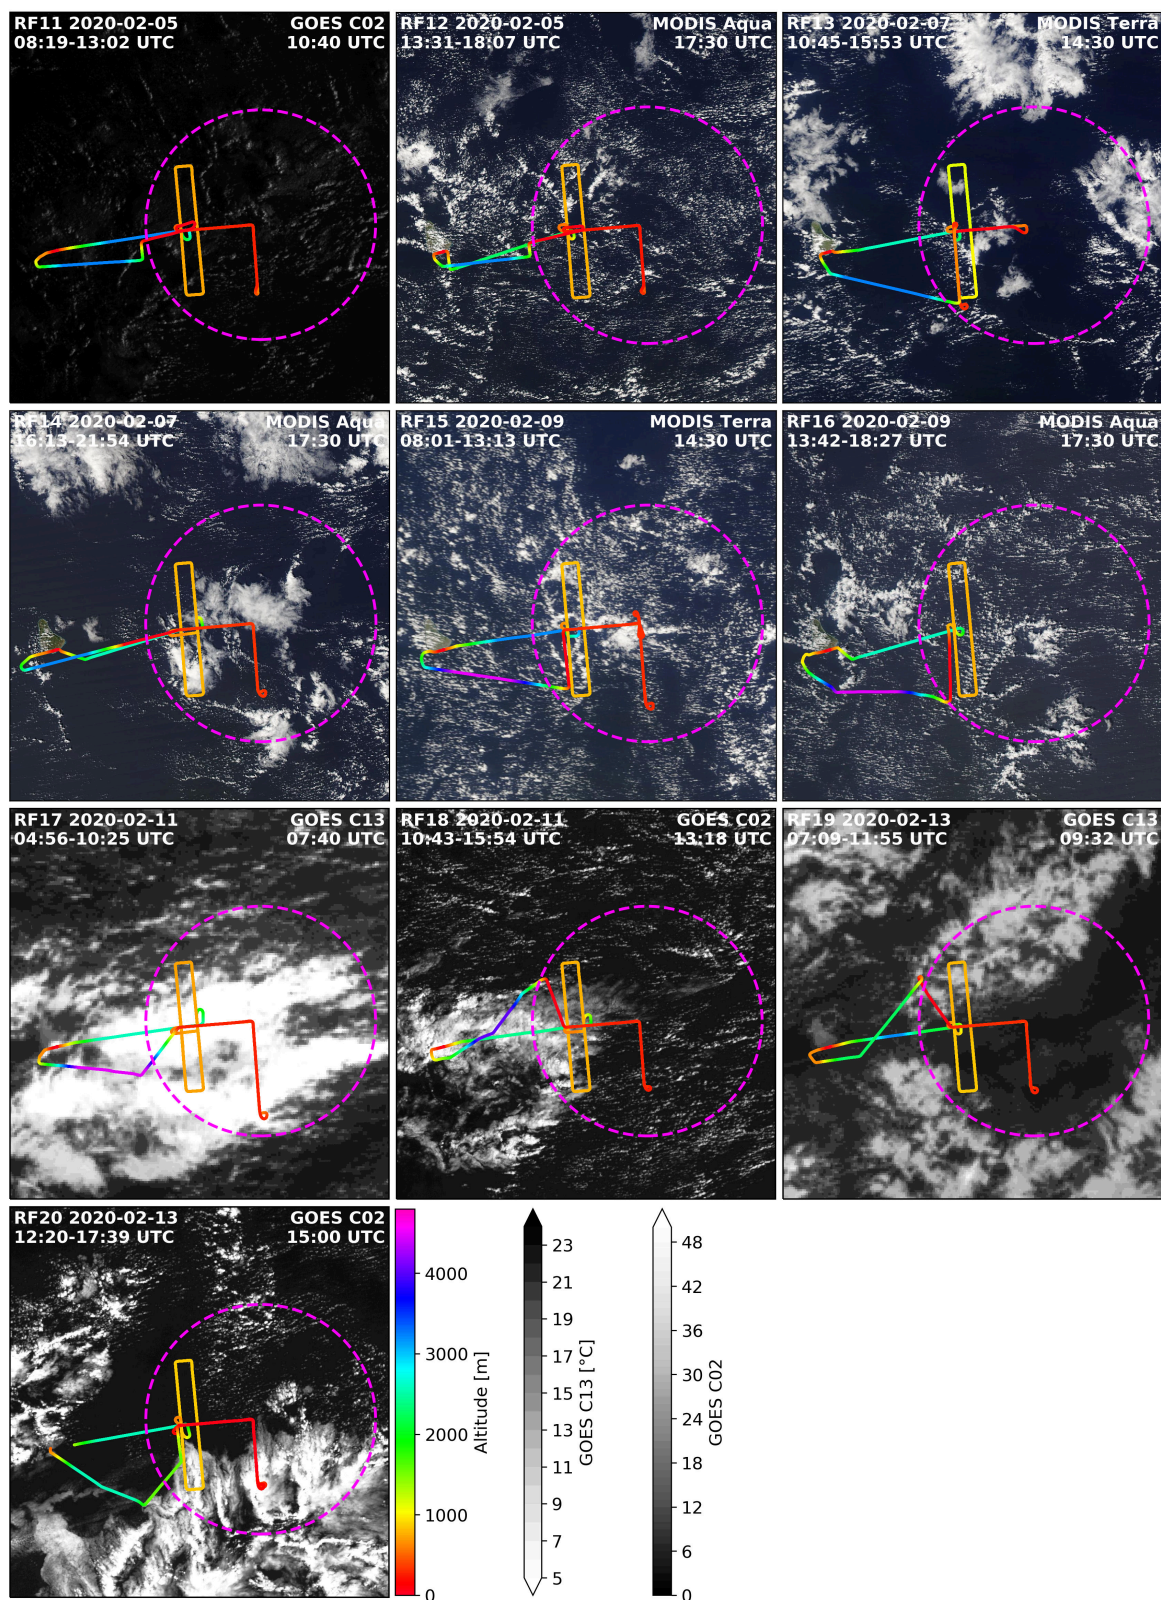 RF11 2020-02-05 GOES C02
08:19-13:02 UTC 10:40 UTC
RF12 2020-02-05 MODIS Aqua
13:31-18:07 UTC 17:30 UTC
RF13 2020-02-07 MODIS Terra
10:45-15:53 UTC 14:30 UTC
RF14 2020-02-07 MODIS Aqua
16:13-21:54 UTC 17:30 UTC
RF15 2020-02-09 MODIS Terra
08:01-13:13 UTC 14:30 UTC
RF16 2020-02-09 MODIS Aqua
13:42-18:27 UTC 17:30 UTC
RF17 2020-02-11 GOES C13
04:56-10:25 UTC 07:40 UTC
RF18 2020-02-11 GOES C02
10:43-15:54 UTC 13:18 UTC
RF19 2020-02-13 GOES C13
07:09-11:55 UTC 09:32 UTC
RF20 2020-02-13 GOES C02
12:20-17:39 UTC 15:00 UTC
4000
3000
2000
1000
0
Altitude [m]
23
21
19
17
15
13
11
9
7
5
GOES C13 [°C]
48
42
36
30
24
18
12
6
0
GOES C02